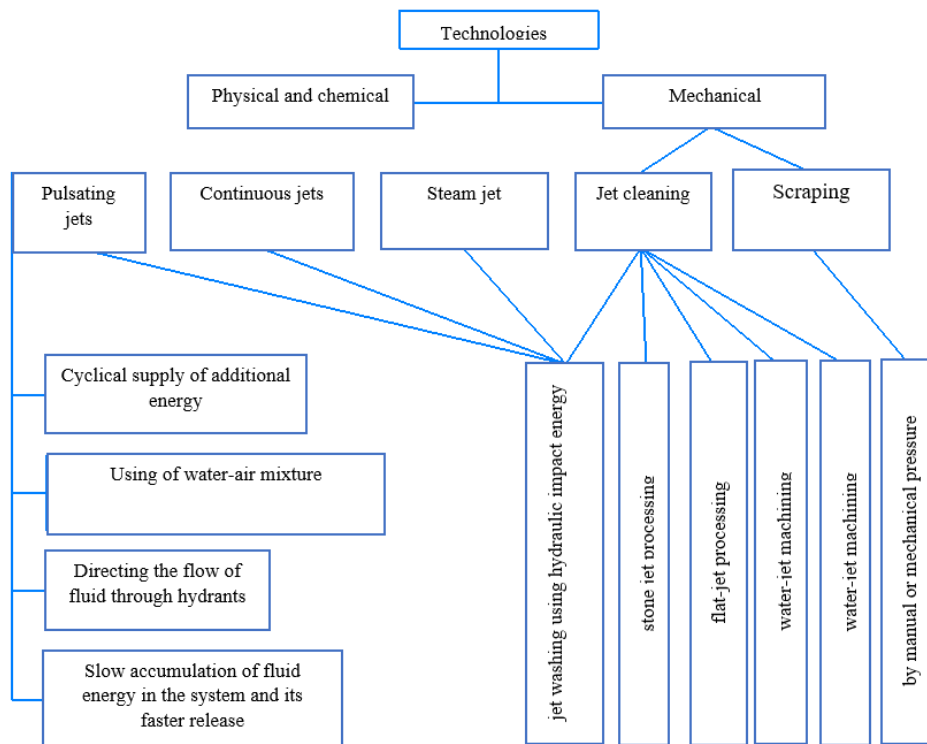 Technologies
Physical and chemical
Mechanical
Pulsating
jets
Continuous jets
Steam jet
Jet cleaning
Scraping
Cyclical supply of additional
energy
Using of water-air mixture
Directing the flow of
fluid through hydrants
Slow accumulation of fluid
energy in the system and its
faster release
jet washing using hydraulic impact energy
stone jet processing
flat-jet processing
water-jet machining
water-jet machining
by manual or mechanical pressure